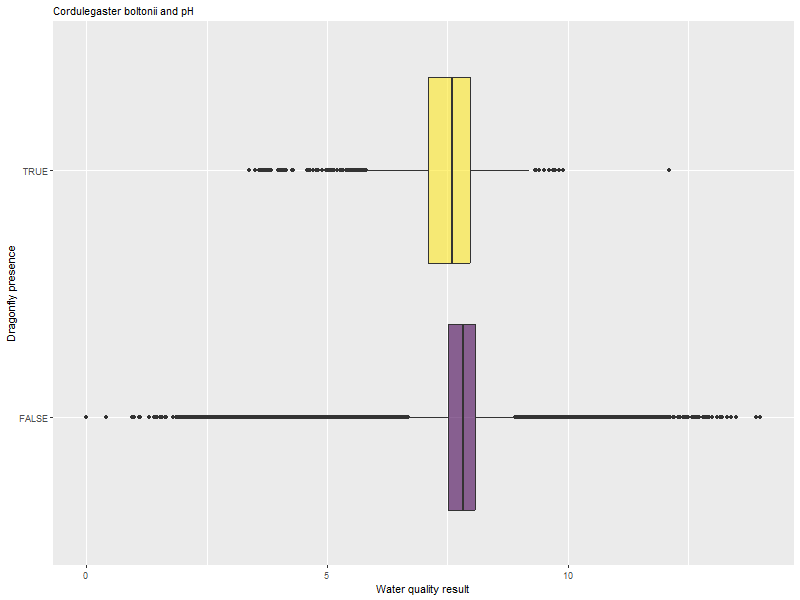 Cordulegaster boltonii and pH
Dragonfly presence
TRUE
FALSE
0
5
10
Water quality result